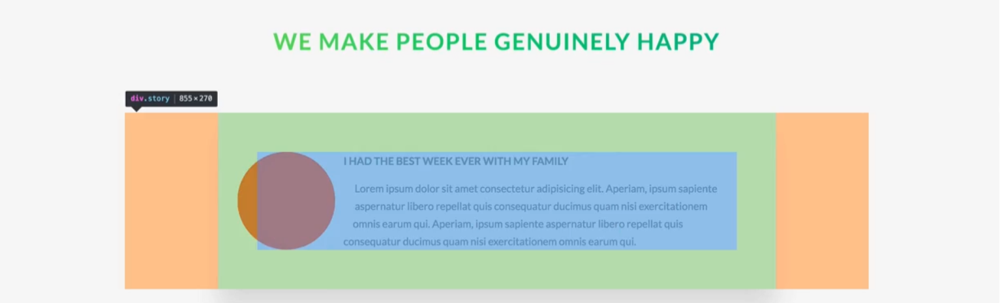 WE MAKE PEOPLE GENUINELY HAPPY
div.story | 855×270
I HAD THE BEST WEEK EVER WITH MY FAMILY
Lorem ipsum dolor sit amet consectetur adipisicing elit. Aperiam, ipsum sapiente
aspernatur libero repellat quis consequatur ducimus quam nisi exercitationem
omnis earum qui. Aperiam, ipsum sapiente aspernatur libero repellat quis
consequatur ducimus quam nisi exercitationem omnis earum qui.